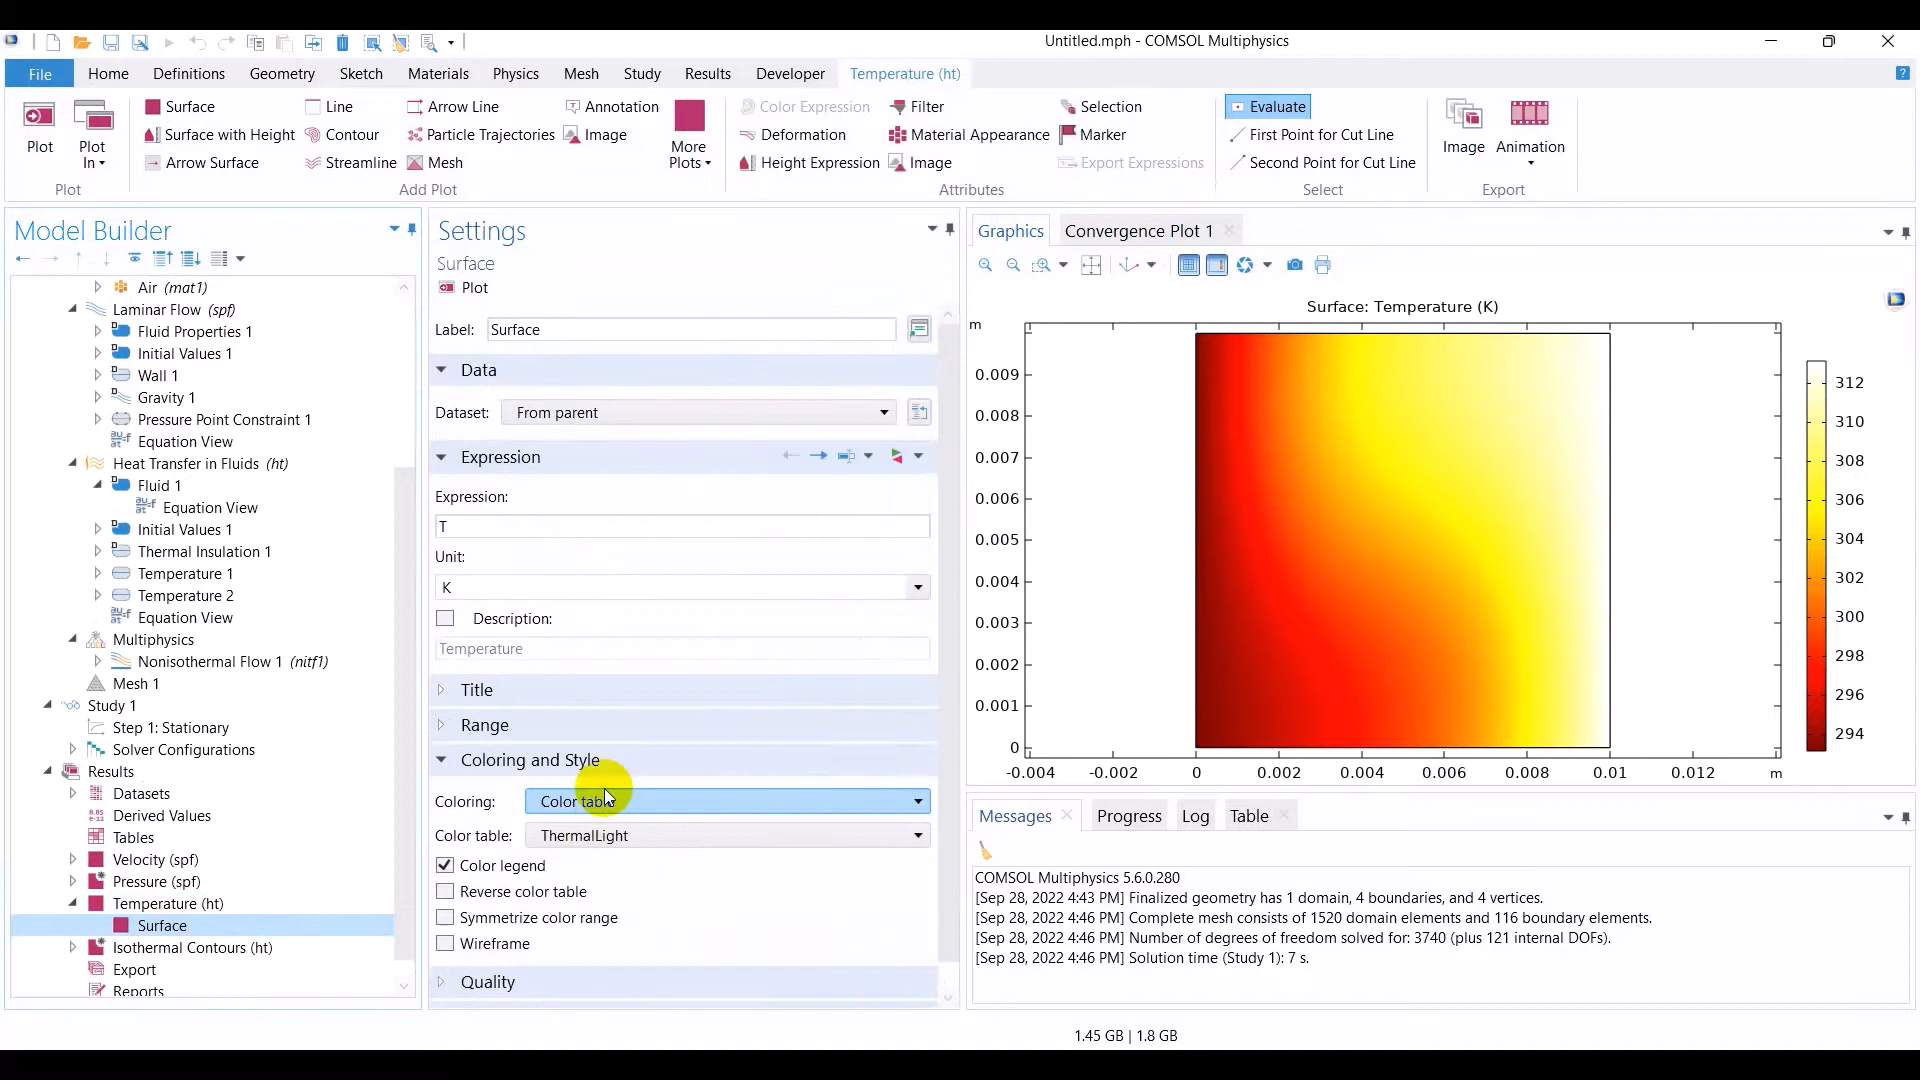 Untitled.mph - COMSOL Multiphysics
File Home Definitions Geometry Sketch Materials Physics Mesh Study Results Developer Temperature (ht)
Plot
Plot In
Plot
Surface
Surface with Height
Arrow Surface
Line
Contour
Streamline
Arrow Line
Particle Trajectories
Mesh
Annotation
Image
More Plots
Add Plot
Color Expression
Deformation
Height Expression
Filter
Material Appearance
Image
Selection
Marker
Export Expressions
Attributes
Evaluate
First Point for Cut Line
Second Point for Cut Line
Select
Image
Animation
Export
Model Builder
Air (mat1)
Laminar Flow (spf)
Fluid Properties 1
Initial Values 1
Wall 1
Gravity 1
Pressure Point Constraint 1
Equation View
Heat Transfer in Fluids (ht)
Fluid 1
Equation View
Initial Values 1
Thermal Insulation 1
Temperature 1
Temperature 2
Equation View
Multiphysics
Nonisothermal Flow 1 (nitf1)
Mesh 1
Study 1
Step 1: Stationary
Solver Configurations
Results
Datasets
Derived Values
Tables
Velocity (spf)
Pressure (spf)
Temperature (ht)
Surface
Isothermal Contours (ht)
Export
Reports
Settings
Surface
Plot
Label: Surface
Data
Dataset: From parent
Expression
Expression:
T
Unit:
K
Description:
Temperature
Title
Range
Coloring and Style
Coloring: Color table
Color table: ThermalLight
Color legend
Reverse color table
Symmetrize color range
Wireframe
Quality
Graphics Convergence Plot 1
Surface: Temperature (K)
m
0.009
0.008
0.007
0.006
0.005
0.004
0.003
0.002
0.001
0
-0.004 -0.002 0 0.002 0.004 0.006 0.008 0.01 0.012 m
312
310
308
306
304
302
300
298
296
294
Messages Progress Log Table
COMSOL Multiphysics 5.6.0.280
[Sep 28, 2022 4:43 PM] Finalized geometry has 1 domain, 4 boundaries, and 4 vertices.
[Sep 28, 2022 4:46 PM] Complete mesh consists of 1520 domain elements and 116 boundary elements.
[Sep 28, 2022 4:46 PM] Number of degrees of freedom solved for: 3740 (plus 121 internal DOFs).
[Sep 28, 2022 4:46 PM] Solution time (Study 1): 7 s.
1.45 GB | 1.8 GB